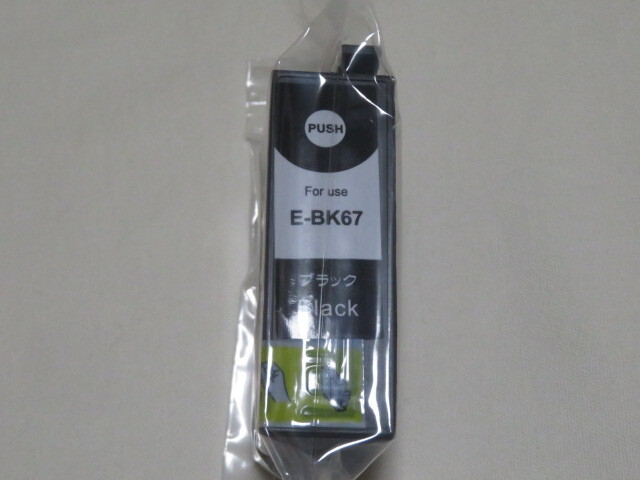 PUSH
For use
E-BK67
ブラック
Black